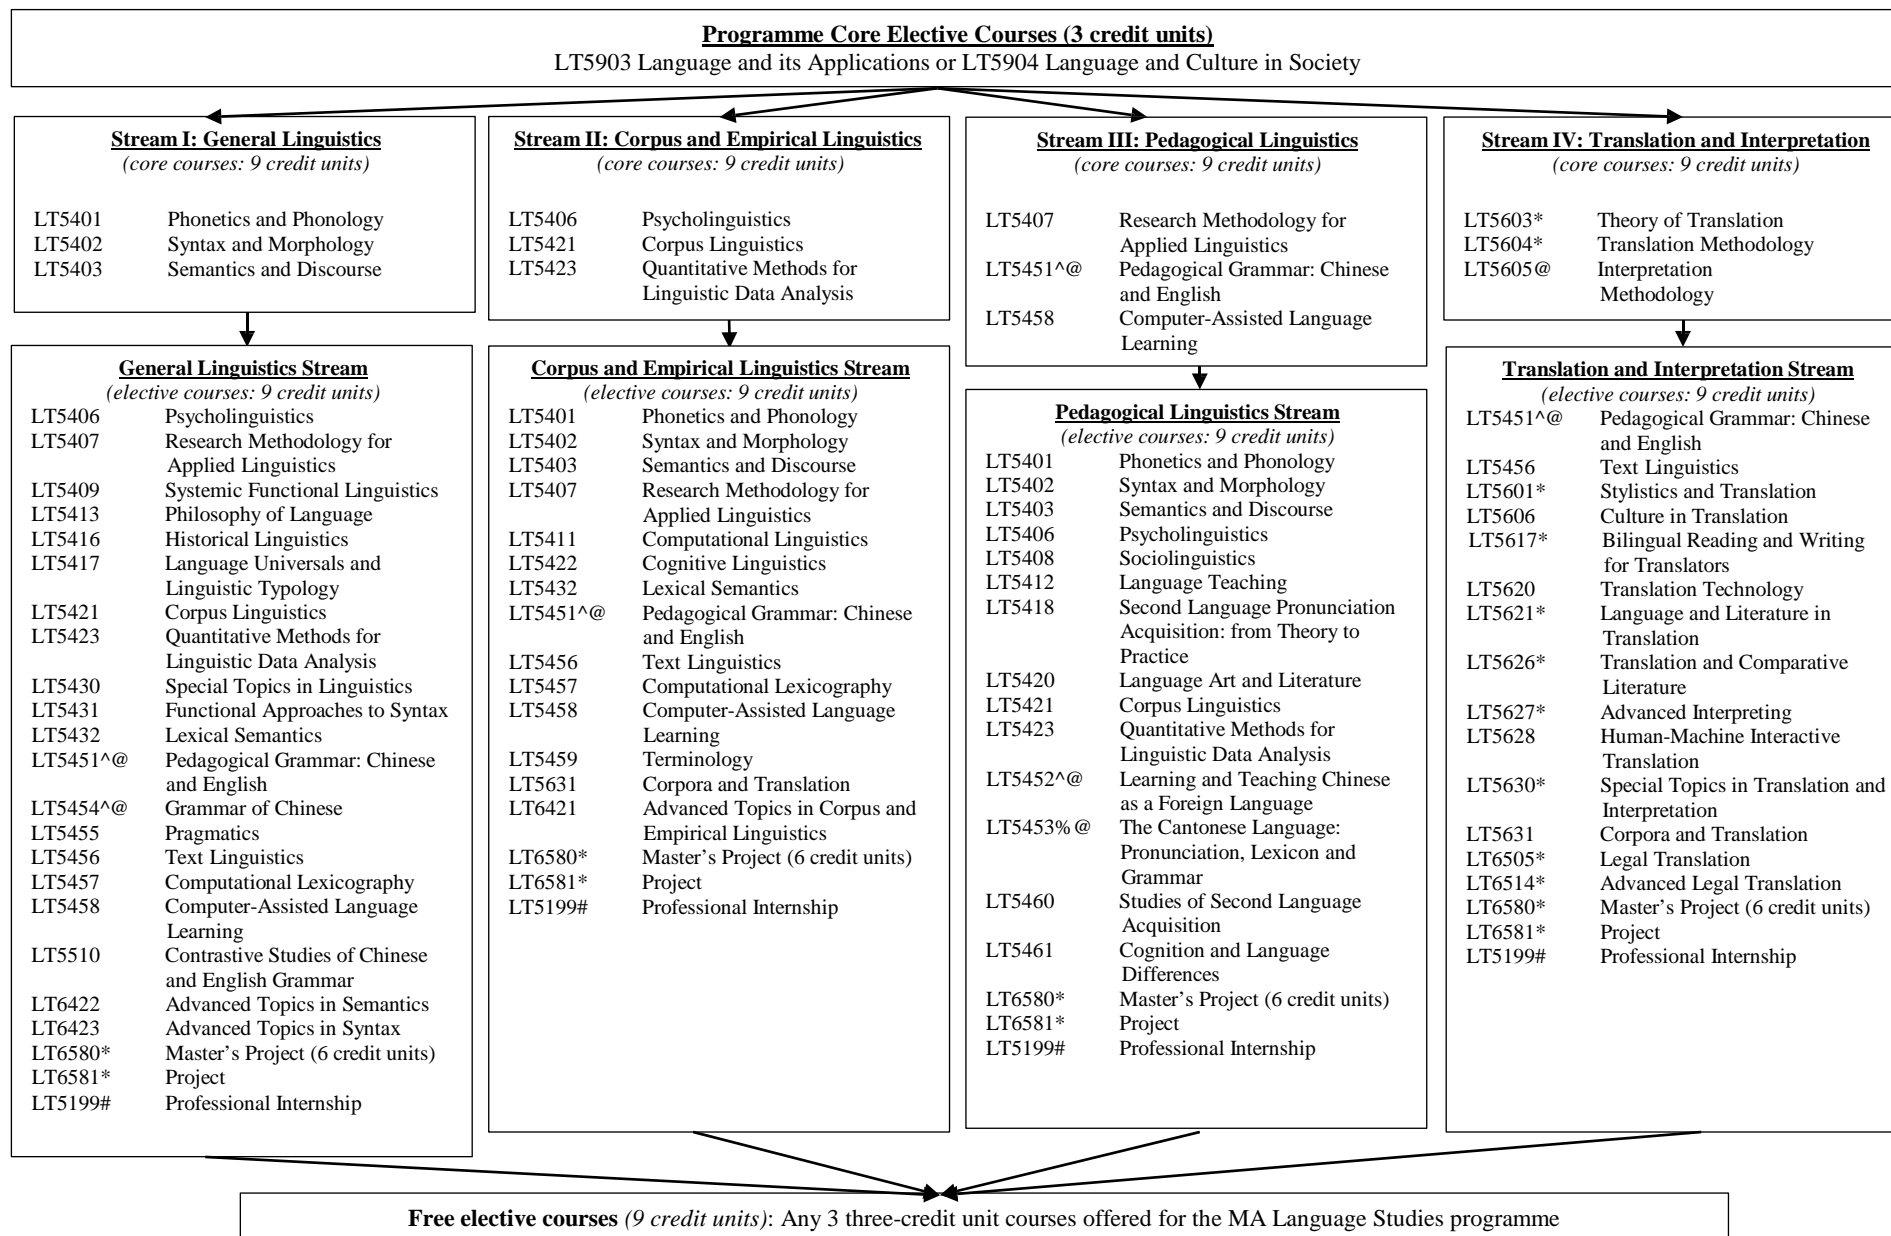 Programme Core Elective Courses (3 credit units)
LT5903 Language and its Applications or LT5904 Language and Culture in Society
Stream I: General Linguistics
(core courses: 9 credit units)
LT5401 Phonetics and Phonology
LT5402 Syntax and Morphology
LT5403 Semantics and Discourse
Stream II: Corpus and Empirical Linguistics
(core courses: 9 credit units)
LT5406 Psycholinguistics
LT5421 Corpus Linguistics
LT5423 Quantitative Methods for
Linguistic Data Analysis
Stream III: Pedagogical Linguistics
(core courses: 9 credit units)
LT5407 Research Methodology for
Applied Linguistics
LT5451^@ Pedagogical Grammar: Chinese
and English
LT5458 Computer-Assisted Language
Learning
Stream IV: Translation and Interpretation
(core courses: 9 credit units)
LT5603* Theory of Translation
LT5604* Translation Methodology
LT5605@ Interpretation
Methodology
General Linguistics Stream
(elective courses: 9 credit units)
LT5406 Psycholinguistics
LT5407 Research Methodology for
Applied Linguistics
LT5409 Systemic Functional Linguistics
LT5413 Philosophy of Language
LT5416 Historical Linguistics
LT5417 Language Universals and
Linguistic Typology
LT5421 Corpus Linguistics
LT5423 Quantitative Methods for
Linguistic Data Analysis
LT5430 Special Topics in Linguistics
LT5431 Functional Approaches to Syntax
LT5432 Lexical Semantics
LT5451^@ Pedagogical Grammar: Chinese
and English
LT5454^@ Grammar of Chinese
LT5455 Pragmatics
LT5456 Text Linguistics
LT5457 Computational Lexicography
LT5458 Computer-Assisted Language
Learning
LT5510 Contrastive Studies of Chinese
and English Grammar
LT6422 Advanced Topics in Semantics
LT6423 Advanced Topics in Syntax
LT6580* Master's Project (6 credit units)
LT6581* Project
LT5199# Professional Internship
Corpus and Empirical Linguistics Stream
(elective courses: 9 credit units)
LT5401 Phonetics and Phonology
LT5402 Syntax and Morphology
LT5403 Semantics and Discourse
LT5407 Research Methodology for
Applied Linguistics
LT5411 Computational Linguistics
LT5422 Cognitive Linguistics
LT5432 Lexical Semantics
LT5451^@ Pedagogical Grammar: Chinese
and English
LT5456 Text Linguistics
LT5457 Computational Lexicography
LT5458 Computer-Assisted Language
Learning
LT5459 Terminology
LT5631 Corpora and Translation
LT6421 Advanced Topics in Corpus and
Empirical Linguistics
LT6580* Master's Project (6 credit units)
LT6581* Project
LT5199# Professional Internship
Pedagogical Linguistics Stream
(elective courses: 9 credit units)
LT5401 Phonetics and Phonology
LT5402 Syntax and Morphology
LT5403 Semantics and Discourse
LT5406 Psycholinguistics
LT5408 Sociolinguistics
LT5412 Language Teaching
LT5418 Second Language Pronunciation
Acquisition: from Theory to
Practice
LT5420 Language Art and Literature
LT5421 Corpus Linguistics
LT5423 Quantitative Methods for
Linguistic Data Analysis
LT5452^@ Learning and Teaching Chinese
as a Foreign Language
LT5453%@ The Cantonese Language:
Pronunciation, Lexicon and
Grammar
LT5460 Studies of Second Language
Acquisition
LT5461 Cognition and Language
Differences
LT6580* Master's Project (6 credit units)
LT6581* Project
LT5199# Professional Internship
Translation and Interpretation Stream
(elective courses: 9 credit units)
LT5451^@ Pedagogical Grammar: Chinese
and English
LT5456 Text Linguistics
LT5601* Stylistics and Translation
LT5606 Culture in Translation
LT5617* Bilingual Reading and Writing
for Translators
LT5620 Translation Technology
LT5621* Language and Literature in
Translation
LT5626* Translation and Comparative
Literature
LT5627* Advanced Interpreting
LT5628 Human-Machine Interactive
Translation
LT5630* Special Topics in Translation and
Interpretation
LT5631 Corpora and Translation
LT6505* Legal Translation
LT6514* Advanced Legal Translation
LT6580* Master's Project (6 credit units)
LT6581* Project
LT5199# Professional Internship
Free elective courses (9 credit units): Any 3 three-credit unit courses offered for the MA Language Studies programme